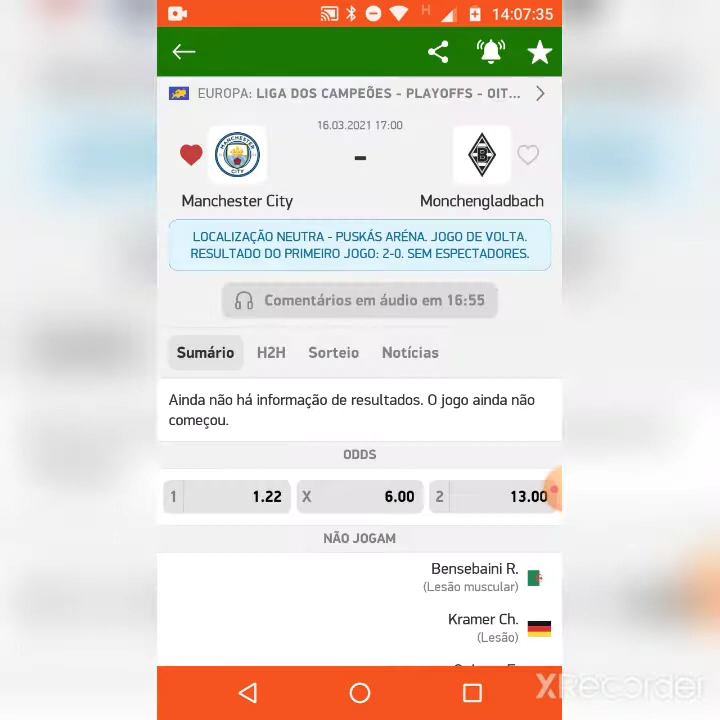 H
14:07:35
EUROPA: LIGA DOS CAMPEÕES - PLAYOFFS - OIT...
16.03.2021 17:00
MANCHESTER
CITY
-
B
Manchester City
Monchengladbach
LOCALIZAÇÃO NEUTRA - PUSKÁS ARÉNA. JOGO DE VOLTA.
RESULTADO DO PRIMEIRO JOGO: 2-0. SEM ESPECTADORES.
Comentários em áudio em 16:55
Sumário H2H Sorteio Notícias
Ainda não há informação de resultados. O jogo ainda não
começou.
ODDS
1 1.22 X 6.00 2 13.00
NÃO JOGAM
Bensebaini R.
(Lesão muscular)
Kramer Ch.
(Lesão)
XRecorder